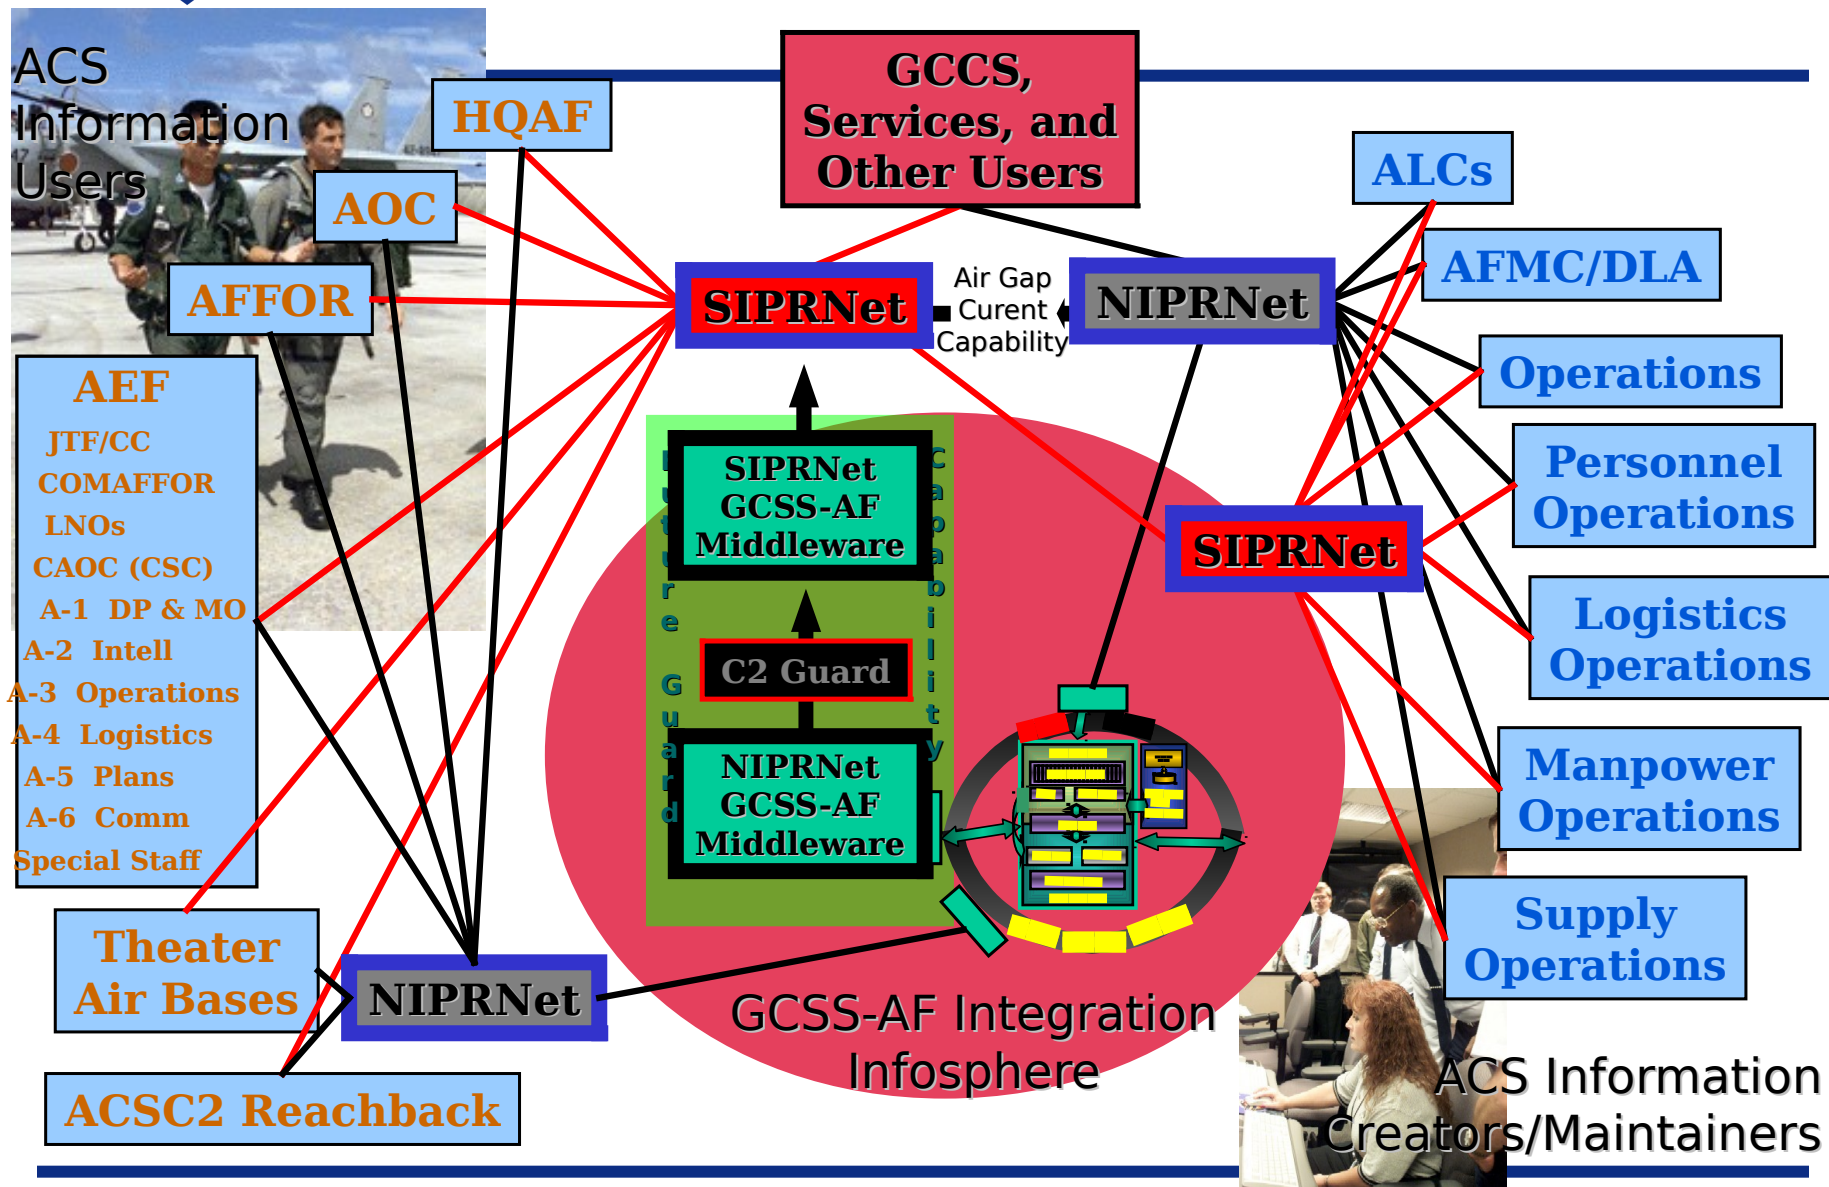 ACS
Information
Users
HQAF
AOC
AFFOR
AEF
JTF/CC
COMAFFOR
LNOs
CAOC (CSC)
A-1 DP & MO
A-2 Intell
A-3 Operations
A-4 Logistics
A-5 Plans
A-6 Comm
Special Staff
Theater
Air Bases
ACSC2 Reachback
NIPRNet
GCCS,
Services, and
Other Users
SIPRNet
Air Gap
Curent
Capability
NIPRNet
Future Guard
Capability
SIPRNet
GCSS-AF
Middleware
C2 Guard
NIPRNet
GCSS-AF
Middleware
GCSS-AF Integration
Infosphere
SIPRNet
ALCs
AFMC/DLA
Operations
Personnel
Operations
Logistics
Operations
Manpower
Operations
Supply
Operations
ACS Information
Creators/Maintainers